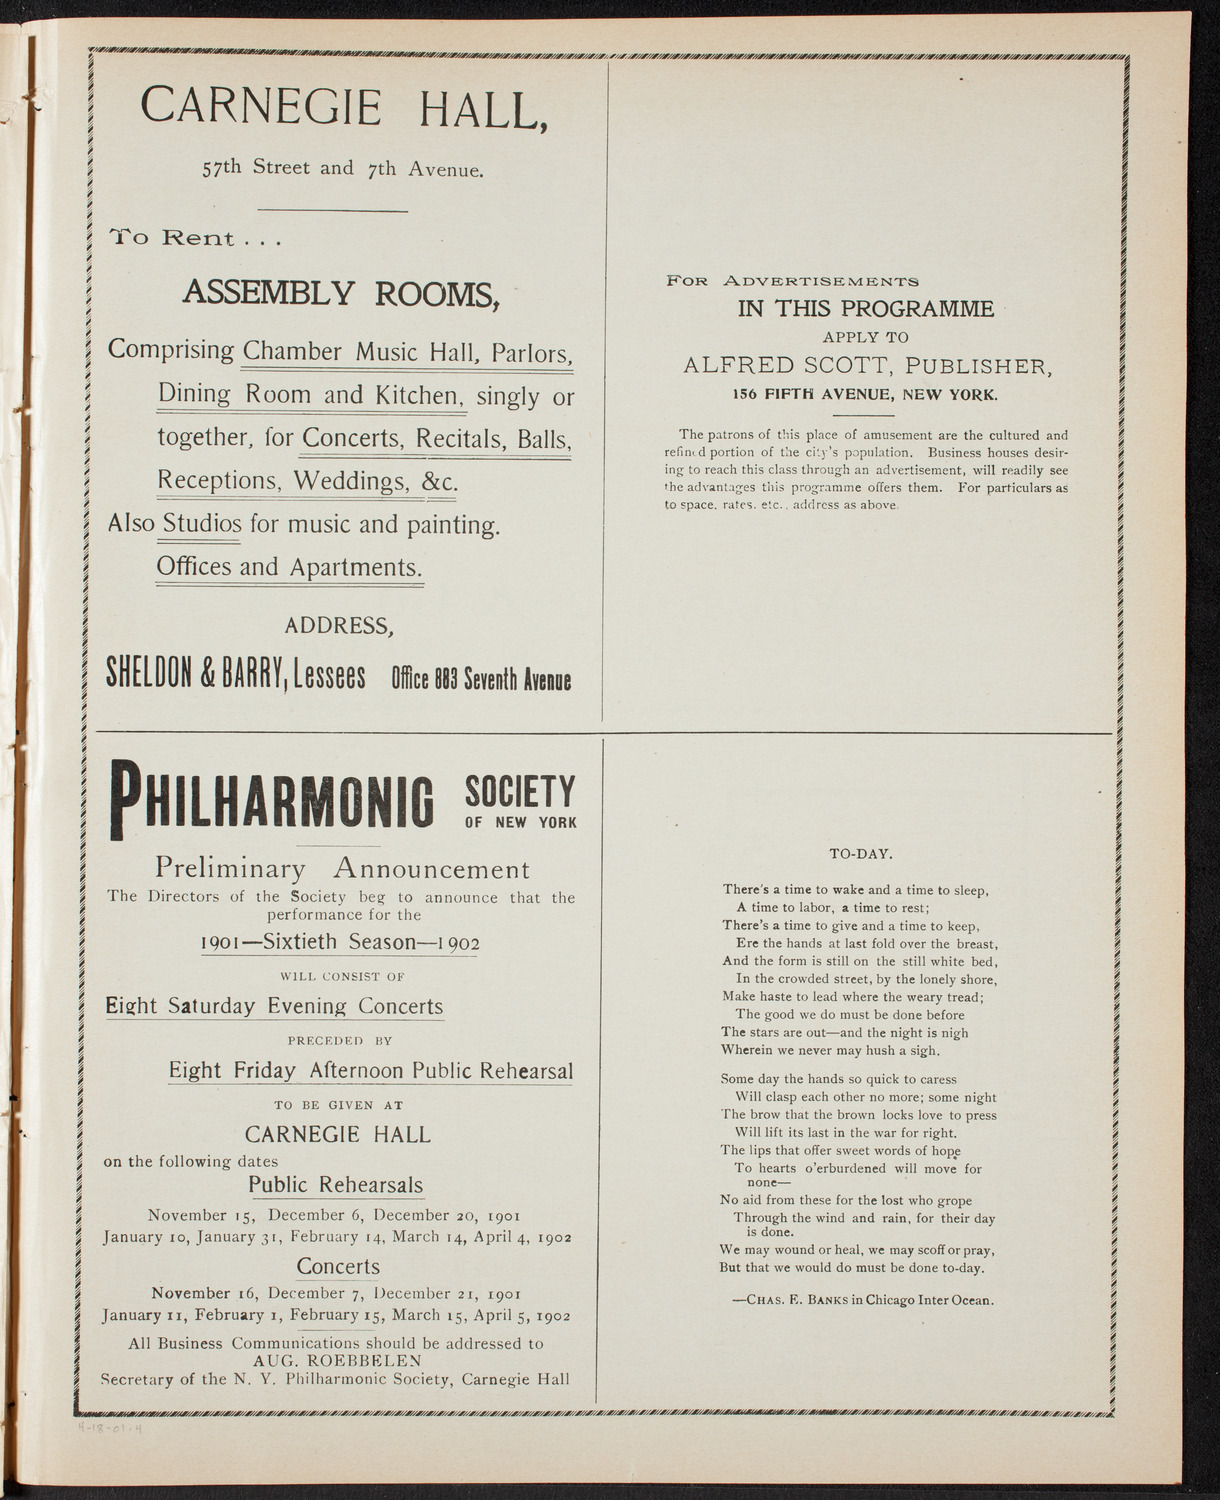 CARNEGIE HALL,
57th Street and 7th Avenue.
To Rent . . .
ASSEMBLY ROOMS,
Comprising Chamber Music Hall, Parlors,
Dining Room and Kitchen, singly or
together, for Concerts, Recitals, Balls,
Receptions, Weddings, &c.
Also Studios for music and painting.
Offices and Apartments.
ADDRESS,
SHELDON & BARRY, Lessees Office 883 Seventh Avenue
FOR ADVERTISEMENTS
IN THIS PROGRAMME
APPLY TO
ALFRED SCOTT, PUBLISHER,
156 FIFTH AVENUE, NEW YORK.
The patrons of this place of amusement are the cultured and
refined portion of the city's population. Business houses desir-
ing to reach this class through an advertisement, will readily see
the advantages this programme offers them. For particulars as
to space, rates, etc., address as above.
PHILHARMONIC SOCIETY
OF NEW YORK
Preliminary Announcement
The Directors of the Society beg to announce that the
performance for the
1901—Sixtieth Season—1902
WILL CONSIST OF
Eight Saturday Evening Concerts
PRECEDED BY
Eight Friday Afternoon Public Rehearsal
TO BE GIVEN AT
CARNEGIE HALL
on the following dates
Public Rehearsals
November 15, December 6, December 20, 1901
January 10, January 31, February 14, March 14, April 4, 1902
Concerts
November 16, December 7, December 21, 1901
January 11, February 1, February 15, March 15, April 5, 1902
All Business Communications should be addressed to
AUG. ROEBBELEN
Secretary of the N. Y. Philharmonic Society, Carnegie Hall
TO-DAY.
There's a time to wake and a time to sleep,
A time to labor, a time to rest;
There's a time to give and a time to keep,
Ere the hands at last fold over the breast,
And the form is still on the still white bed,
In the crowded street, by the lonely shore,
Make haste to lead where the weary tread;
The good we do must be done before
The stars are out—and the night is nigh
Wherein we never may hush a sigh.
Some day the hands so quick to caress
Will clasp each other no more; some night
The brow that the brown locks love to press
Will lift its last in the war for right.
The lips that offer sweet words of hope
To hearts o'erburdened will move for
none—
No aid from these for the lost who grope
Through the wind and rain, for their day
is done.
We may wound or heal, we may scoff or pray,
But that we would do must be done to-day.
—CHAS. E. BANKS in Chicago Inter Ocean.
4-18-01:4